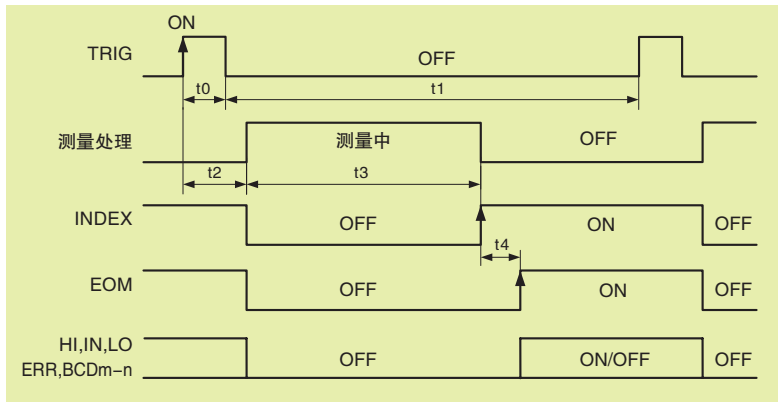 ON
TRIG
OFF
t0
t1
测量处理
测量中
OFF
t2
t3
INDEX
OFF
ON
OFF
t4
EOM
OFF
ON
OFF
HI,IN,LO
ERR,BCDm-n
OFF
ON/OFF
OFF